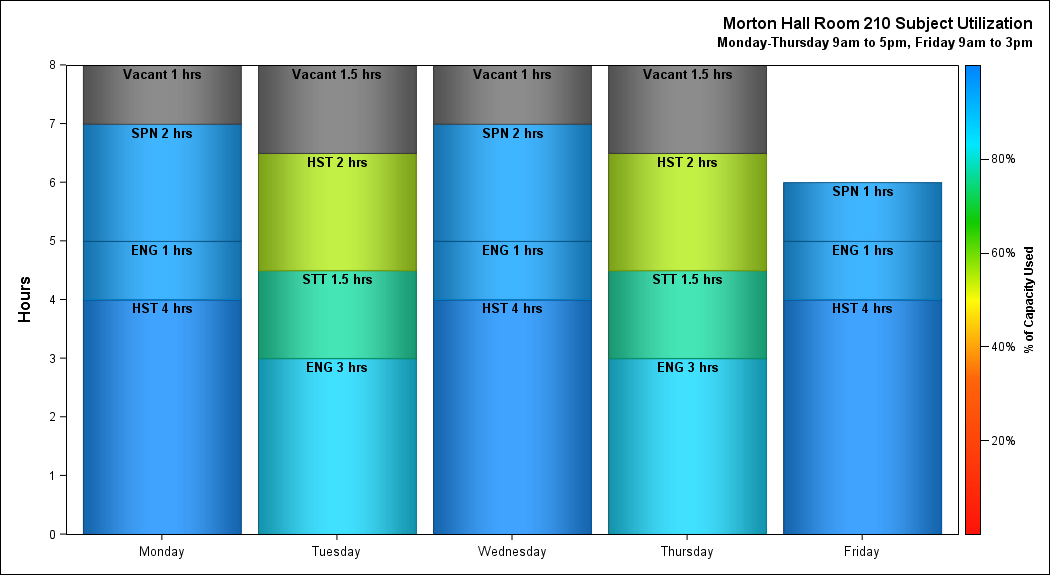 Morton Hall Room 210 Subject Utilization
Monday-Thursday 9am to 5pm, Friday 9am to 3pm
Hours
8
7
6
5
4
3
2
1
0
Vacant 1 hrs
SPN 2 hrs
ENG 1 hrs
HST 4 hrs
Vacant 1.5 hrs
HST 2 hrs
STT 1.5 hrs
ENG 3 hrs
Vacant 1 hrs
SPN 2 hrs
ENG 1 hrs
HST 4 hrs
Vacant 1.5 hrs
HST 2 hrs
STT 1.5 hrs
ENG 3 hrs
SPN 1 hrs
ENG 1 hrs
HST 4 hrs
Monday
Tuesday
Wednesday
Thursday
Friday
80%
60%
40%
20%
% of Capacity Used